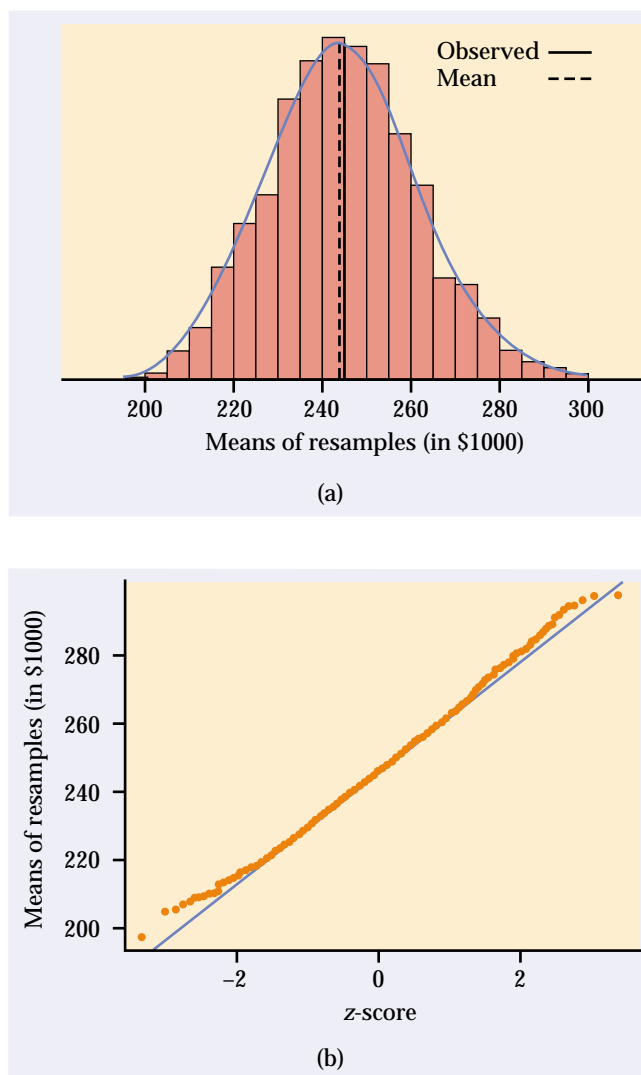 Observed
Mean
200 220 240 260 280 300
Means of resamples (in $1000)
(a)
Means of resamples (in $1000)
280
260
240
220
200
−2 0 2
z-score
(b)